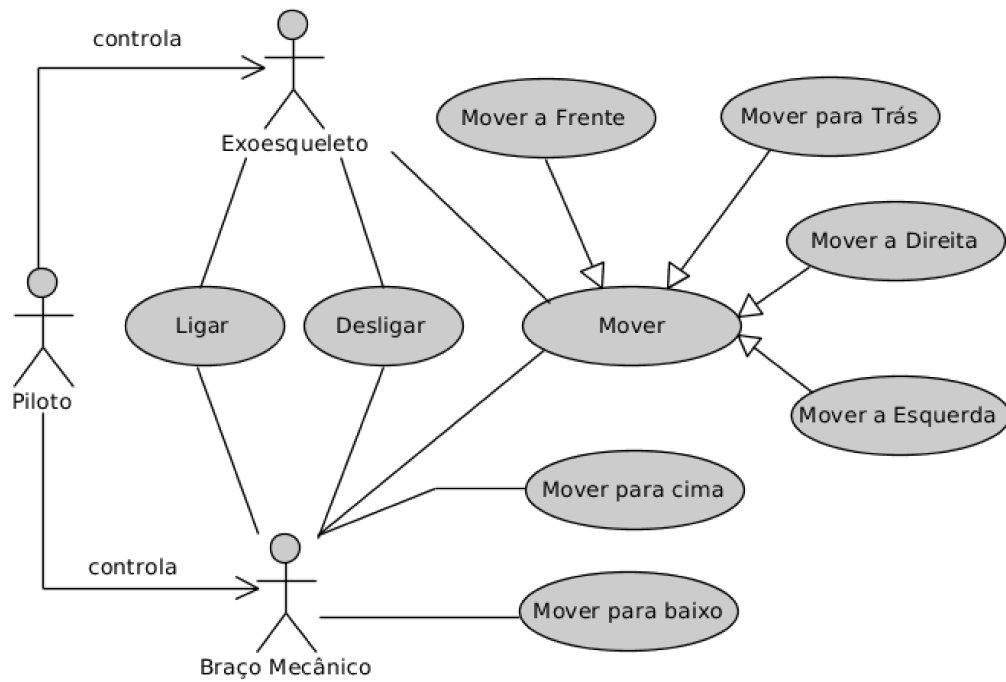 controla
Exoesqueleto
Mover a Frente
Mover para Trás
Mover a Direita
Ligar
Desligar
Mover
Piloto
Mover a Esquerda
Mover para cima
controla
Mover para baixo
Braço Mecânico